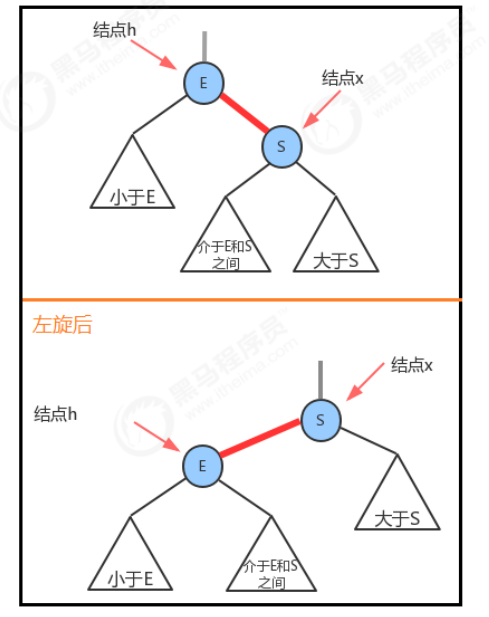 黑马程序员
www.itheima.com
结点h
E
结点x
S
小于E
介于E和S
之间
大于S
左旋后
黑马程序员
www.itheima.com
结点x
结点h
S
E
大于S
小于E
介于E和S
之间